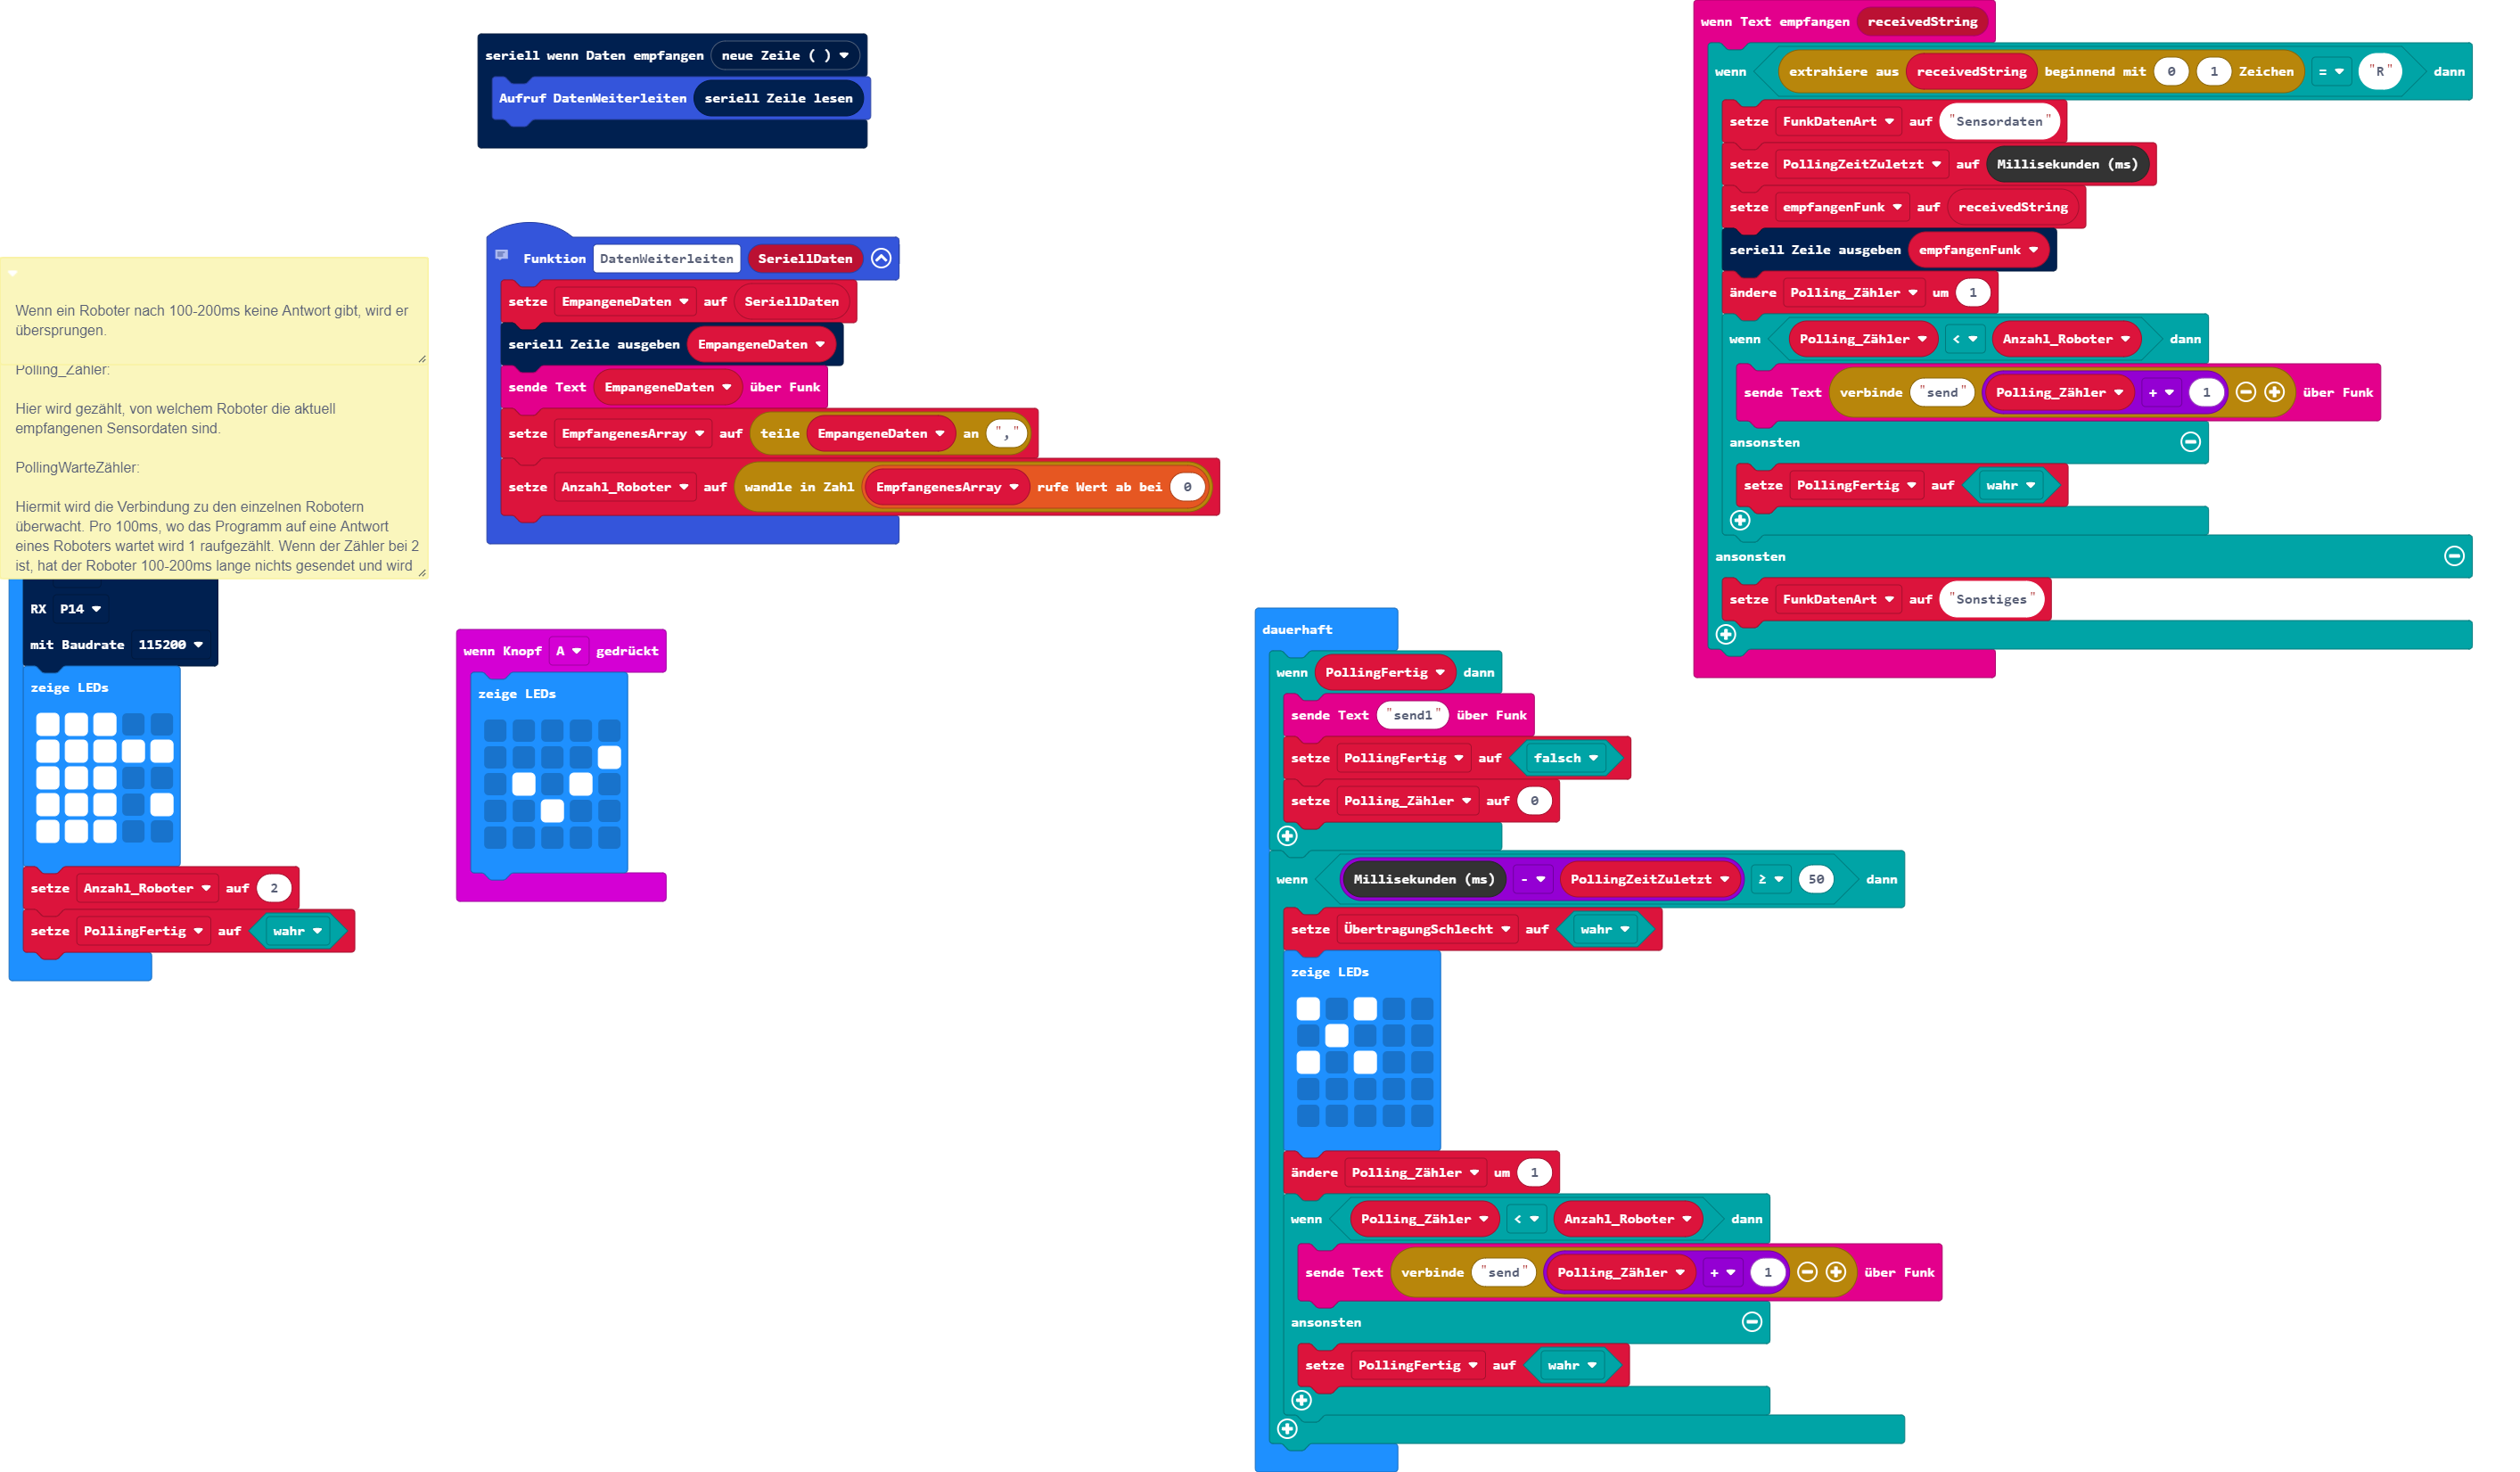 seriell wenn Daten empfangen neue Zeile ( )
Aufruf DatenWeiterleiten seriell Zeile lesen
Wenn ein Roboter nach 100-200ms keine Antwort gibt, wird er
übersprungen.
Polling_Zähler:
Hier wird gezählt, von welchem Roboter die aktuell
empfangenen Sensordaten sind.
PollingWarteZähler:
Hiermit wird die Verbindung zu den einzelnen Robotern
überwacht. Pro 100ms, wo das Programm auf eine Antwort
eines Roboters wartet wird 1 raufgezählt. Wenn der Zähler bei 2
ist, hat der Roboter 100-200ms lange nichts gesendet und wird
RX P14
mit Baudrate 115200
zeige LEDs
setze Anzahl_Roboter auf 2
setze PollingFertig auf wahr
Funktion DatenWeiterleiten SeriellDaten
setze EmpangeneDaten auf SeriellDaten
seriell Zeile ausgeben EmpangeneDaten
sende Text EmpangeneDaten über Funk
setze EmpfangenesArray auf teile EmpangeneDaten an ","
setze Anzahl_Roboter auf wandle in Zahl EmpfangenesArray rufe Wert ab bei 0
wenn Knopf A gedrückt
zeige LEDs
dauerhaft
wenn PollingFertig dann
sende Text "send1" über Funk
setze PollingFertig auf falsch
setze Polling_Zähler auf 0
wenn Millisekunden (ms) - PollingZeitZuletzt ≥ 50 dann
setze ÜbertragungSchlecht auf wahr
zeige LEDs
ändere Polling_Zähler um 1
wenn Polling_Zähler < Anzahl_Roboter dann
sende Text verbinde "send" Polling_Zähler + 1 über Funk
ansonsten
setze PollingFertig auf wahr
wenn Text empfangen receivedString
wenn extrahiere aus receivedString beginnend mit 0 1 Zeichen = "R" dann
setze FunkDatenArt auf "Sensordaten"
setze PollingZeitZuletzt auf Millisekunden (ms)
setze empfangenFunk auf receivedString
seriell Zeile ausgeben empfangenFunk
ändere Polling_Zähler um 1
wenn Polling_Zähler < Anzahl_Roboter dann
sende Text verbinde "send" Polling_Zähler + 1 über Funk
ansonsten
setze PollingFertig auf wahr
ansonsten
setze FunkDatenArt auf "Sonstiges"